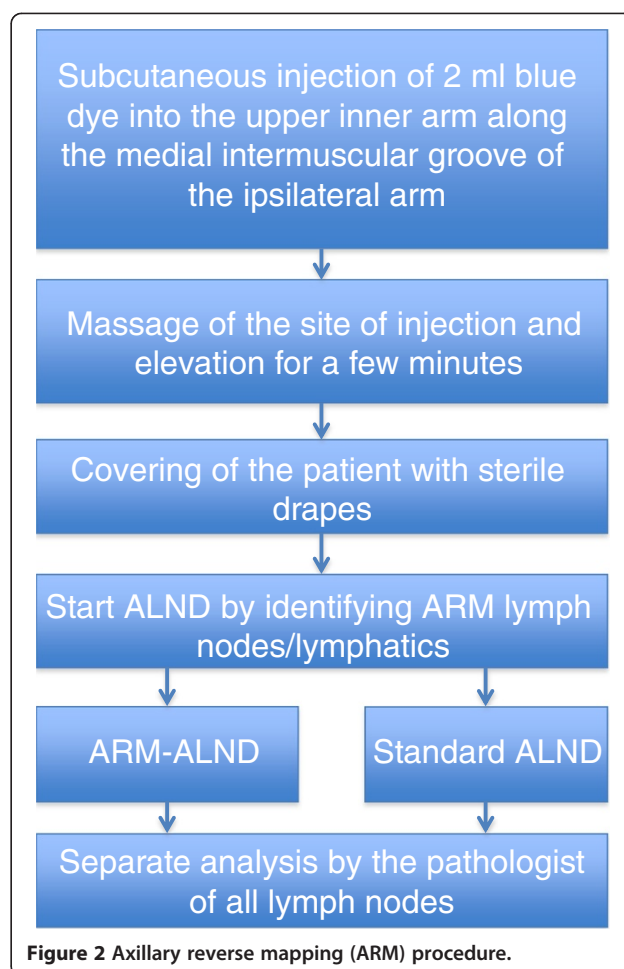 Subcutaneous injection of 2 ml blue
dye into the upper inner arm along
the medial intermuscular groove of
the ipsilateral arm
Massage of the site of injection and
elevation for a few minutes
Covering of the patient with sterile
drapes
Start ALND by identifying ARM lymph
nodes/lymphatics
ARM-ALND
Standard ALND
Separate analysis by the pathologist
of all lymph nodes
Figure 2 Axillary reverse mapping (ARM) procedure.